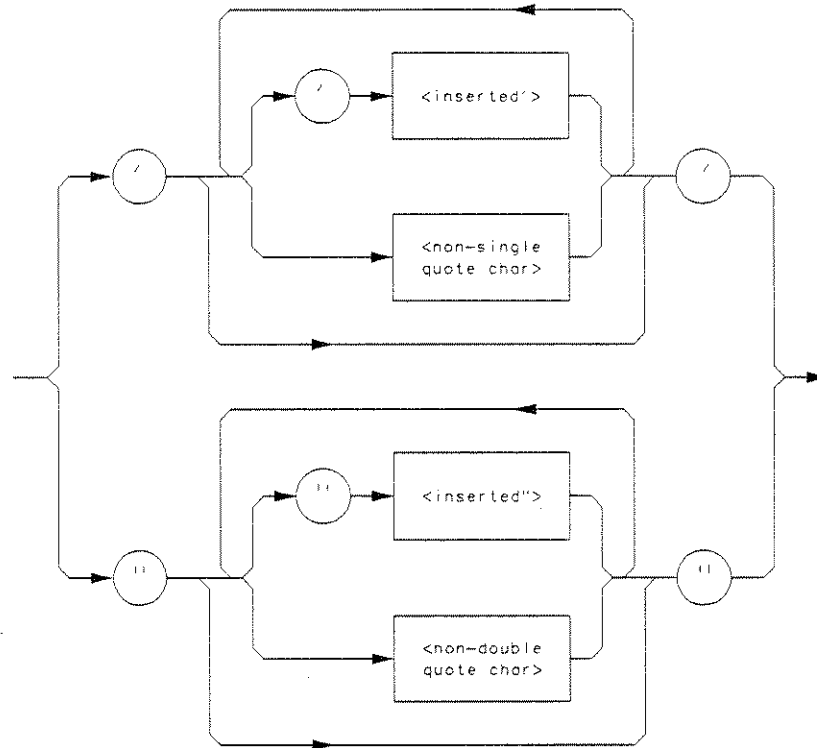 '
<inserted'>
'
'
<non-single
quote char>
"
<inserted">
"
"
<non-double
quote char>